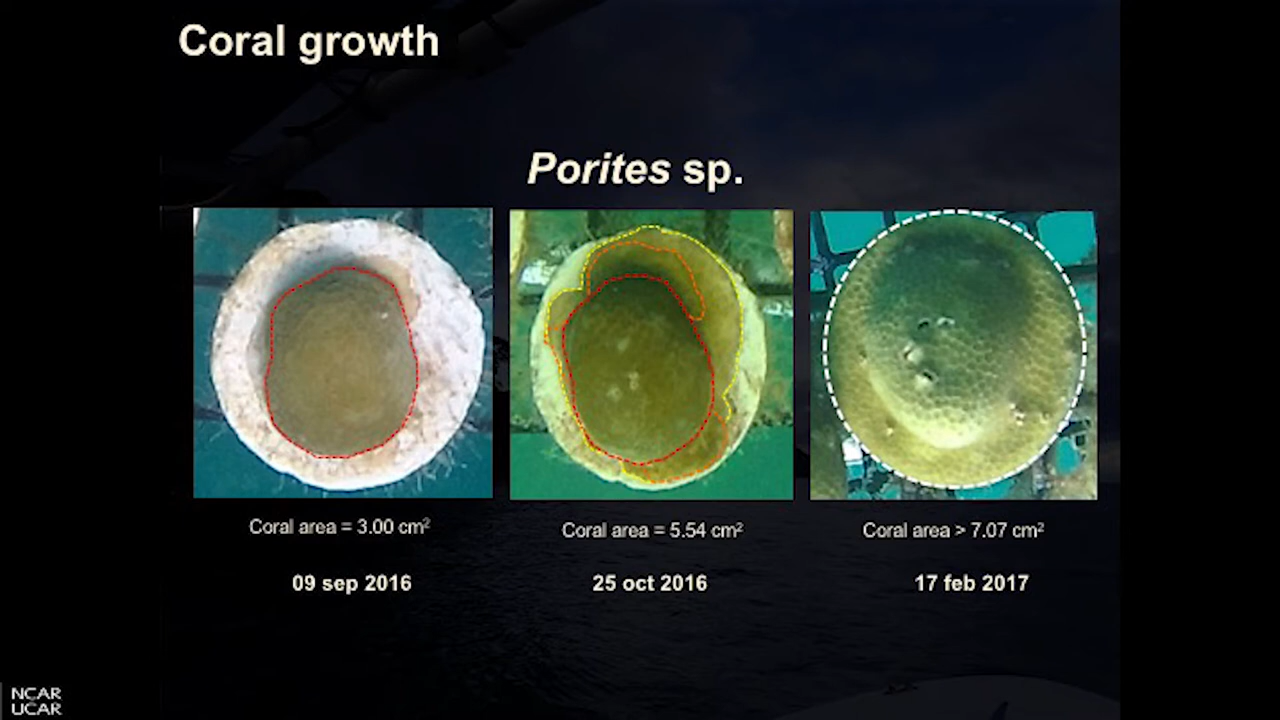 Coral growth
Porites sp.
Coral area = 3.00 cm²
Coral area = 5.54 cm²
Coral area > 7.07 cm²
09 sep 2016
25 oct 2016
17 feb 2017
NCAR
UCAR